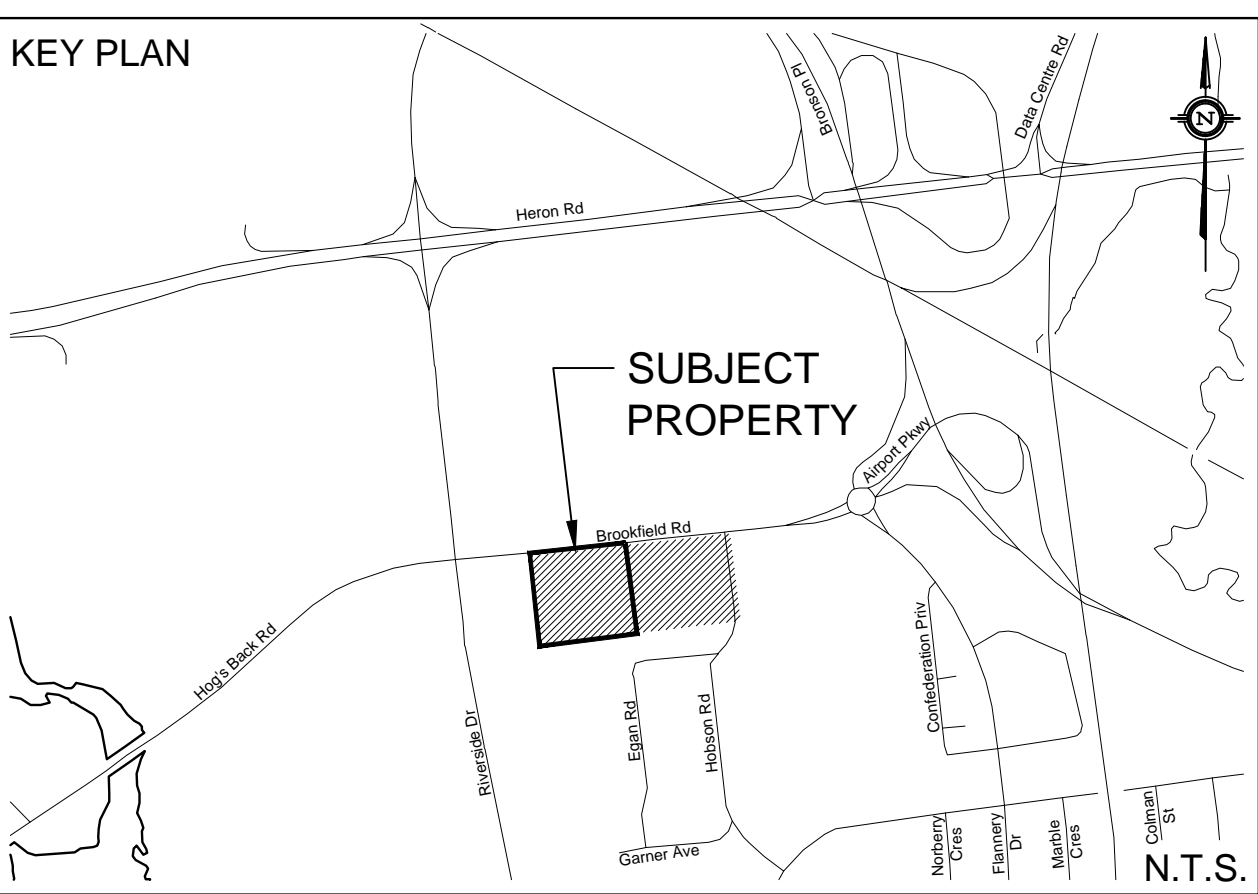 KEY PLAN
Bronson Pl
Data Centre Rd
N
Heron Rd
SUBJECT
PROPERTY
Airport Pkwy
Brookfield Rd
Hog's Back Rd
Confederation Priv
Egan Rd
Hobson Rd
Riverside Dr
Colman
St
Norberry
Cres
Flannery
Dr
Marble
Cres
Garner Ave
N.T.S.